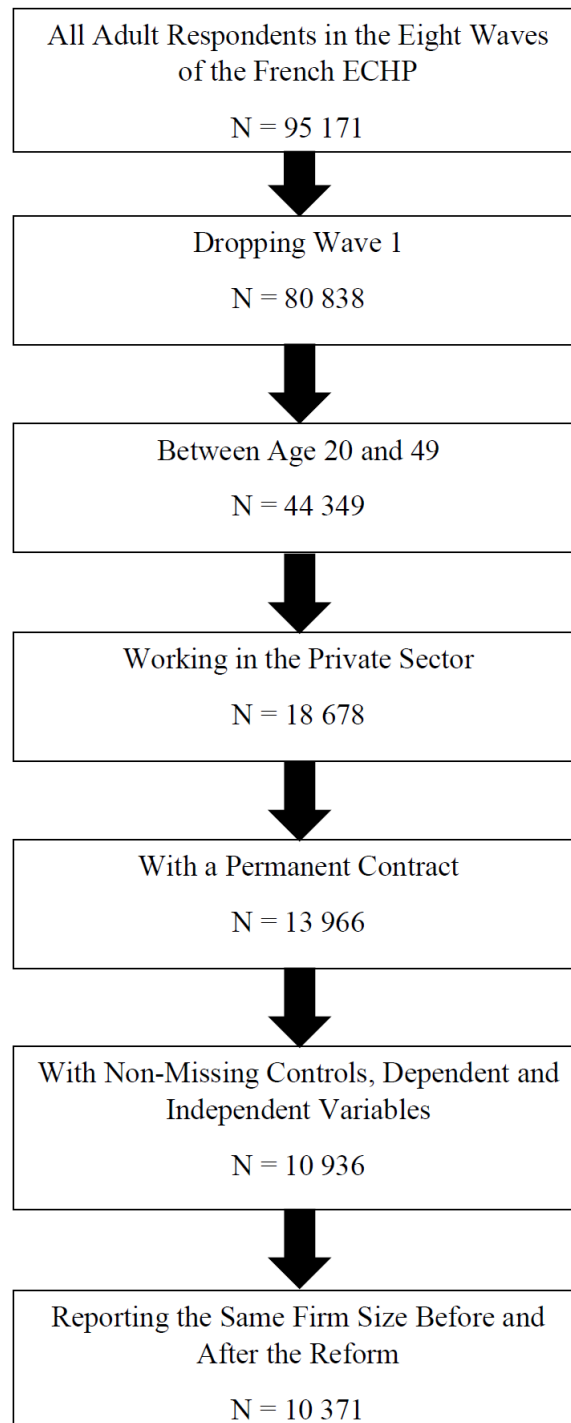 All Adult Respondents in the Eight Waves
of the French ECHP
N = 95 171
Dropping Wave 1
N = 80 838
Between Age 20 and 49
N = 44 349
Working in the Private Sector
N = 18 678
With a Permanent Contract
N = 13 966
With Non-Missing Controls, Dependent and
Independent Variables
N = 10 936
Reporting the Same Firm Size Before and
After the Reform
N = 10 371